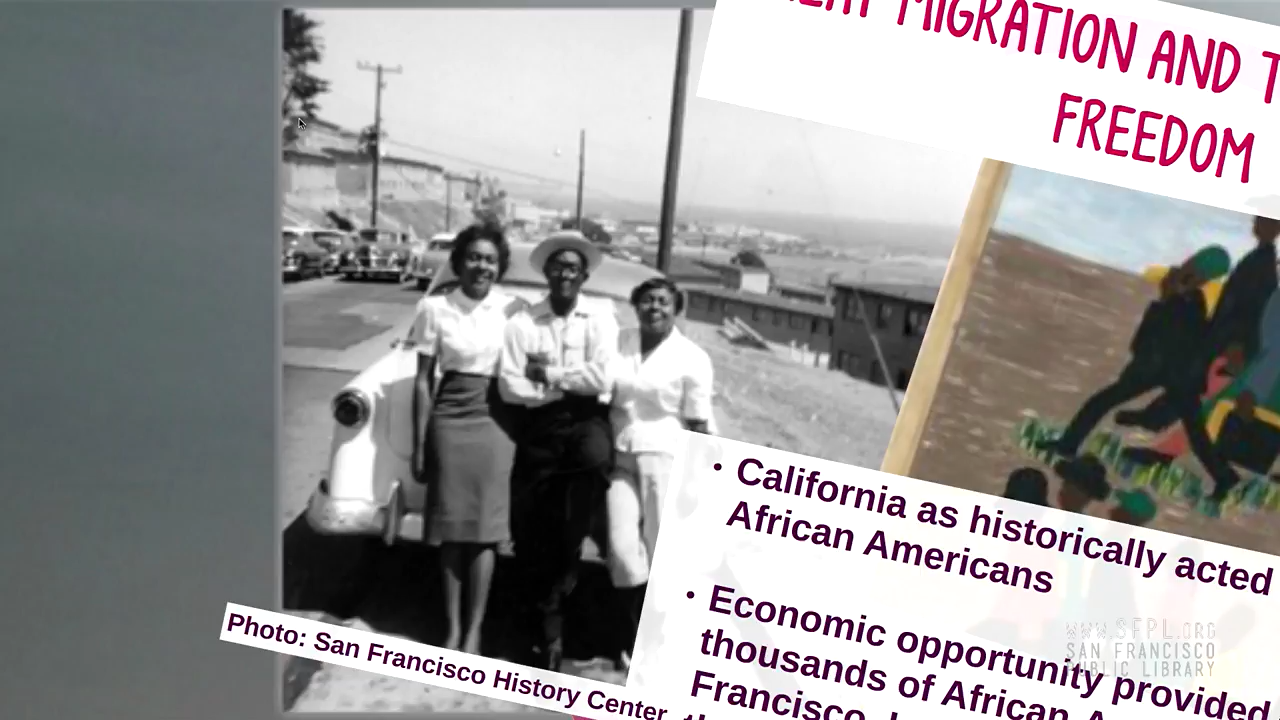 MIGRATION AND
FREEDOM
• California as historically acted
African Americans
• Economic opportunity provided
thousands of African
Francisco.
Photo: San Francisco History Center
WWW.SFPL.ORG
SAN FRANCISCO
PUBLIC LIBRARY